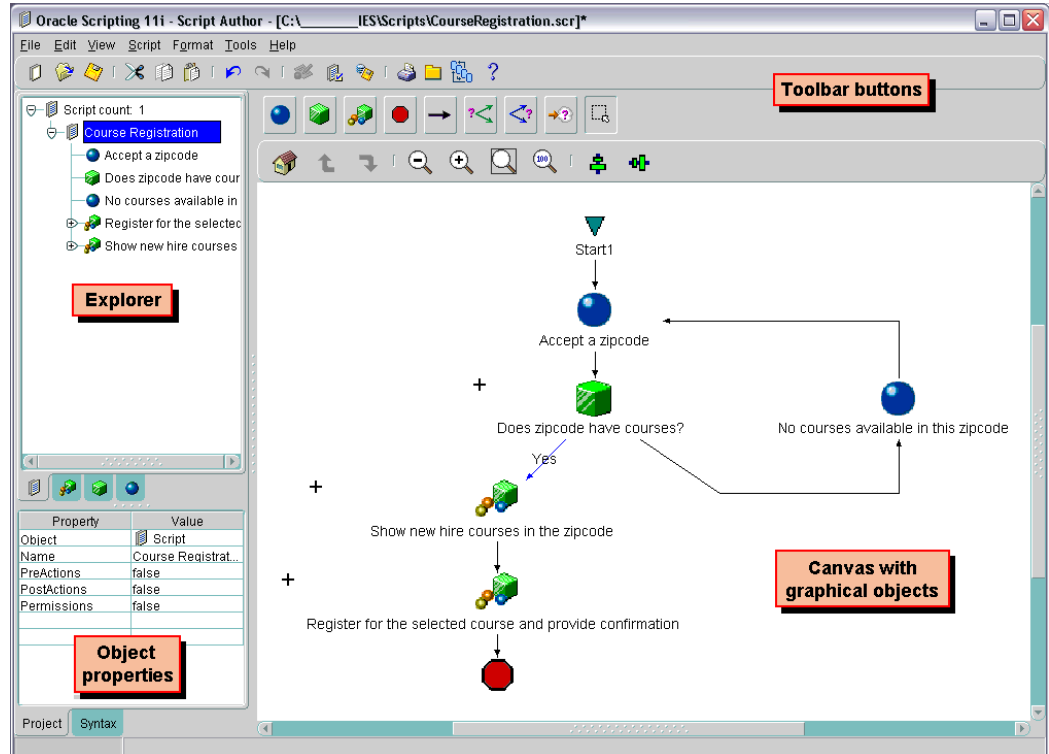 Oracle Scripting 11i - Script Author - [C:\________IES\Scripts\CourseRegistration.scr]*
File Edit View Script Format Tools Help
?
Toolbar buttons
Script count: 1
Course Registration
Accept a zipcode
Does zipcode have cour
No courses available in
Register for the selected
Show new hire courses
Explorer
? ? ?
100
Start1
Accept a zipcode
Does zipcode have courses?
No courses available in this zipcode
Yes
Show new hire courses in the zipcode
Register for the selected course and provide confirmation
Canvas with
graphical objects
Property Value
Object Script
Name Course Registrat...
PreActions false
PostActions false
Permissions false
Object
properties
Project Syntax